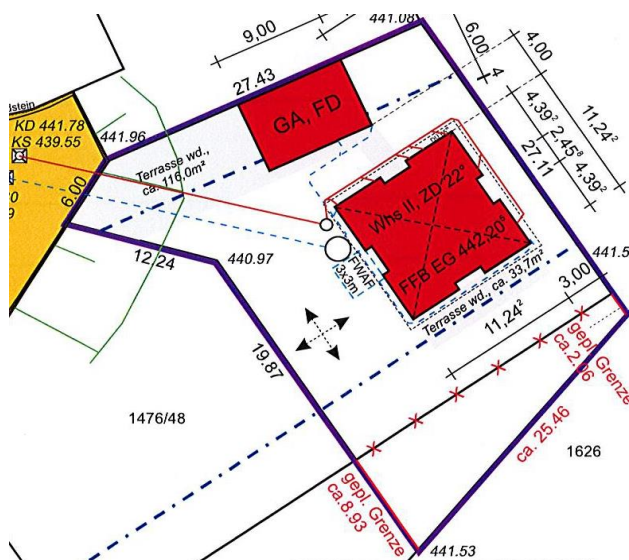 9,00
441.08
6,00
4,00
4
11,24²
4,39²
2,45⁸
4,39²
27.11
27.43
GA, FD
KD 441.78
KS 439.55
441.96
Terrasse wd.,
ca. 116,0m²
6,00
12.24
440.97
Whs II, ZD 22°
FFB EG 442,20⁵
FWAF
3x3m
Terrasse wd., ca. 33,7m²
441.5
3,00
11,24²
19.87
gepl. Grenze
ca.2.06
ca. 25.46
1476/48
1626
gepl. Grenze
ca.8.93
441.53